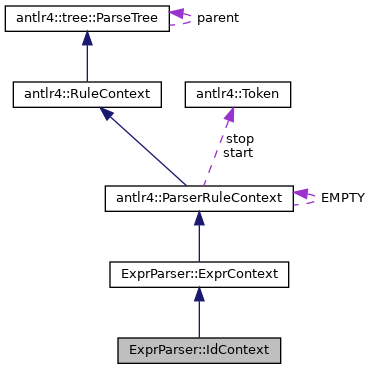 antlr4::tree::ParseTree
parent
antlr4::RuleContext
antlr4::Token
stop
start
antlr4::ParserRuleContext
EMPTY
ExprParser::ExprContext
ExprParser::IdContext